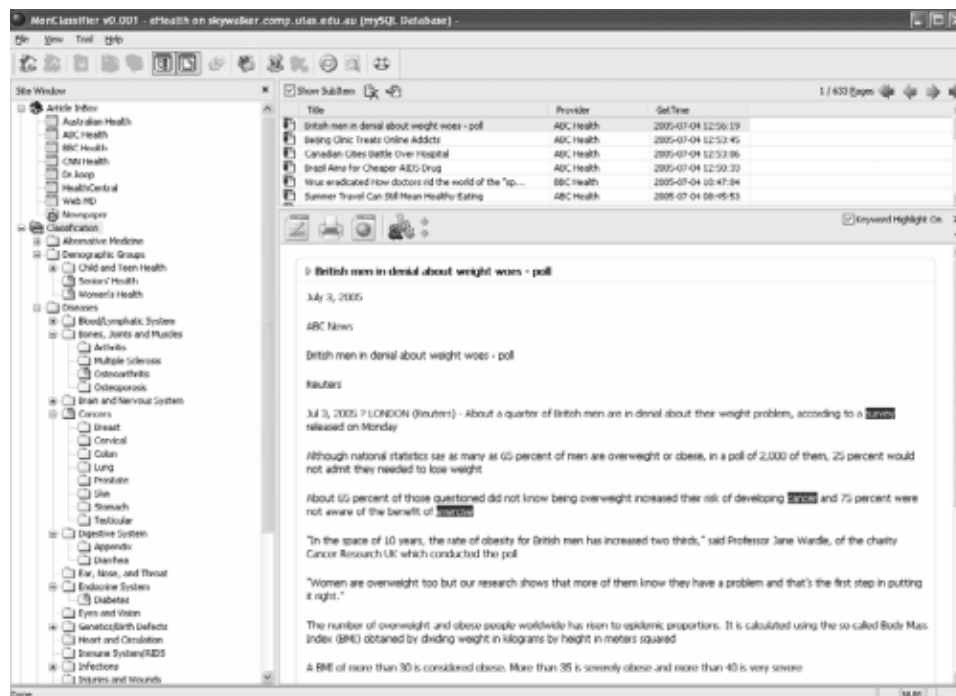 MonClassifier v0.001 - eHealth on skywalker.comp.utas.edu.au (mySQL Database) -
File View Tool Help
Site Window
Article InBox
Australian Health
ABC Health
BBC Health
CNN Health
Dr.koop
HealthCentral
Web MD
Newspaper
Classification
Alternative Medicine
Demographic Groups
Child and Teen Health
Seniors' Health
Women's Health
Diseases
Blood/Lymphatic System
Bones, Joints and Muscles
Arthritis
Multiple Sclerosis
Osteoarthritis
Osteoporosis
Brain and Nervous System
Cancers
Breast
Cervical
Colon
Lung
Prostate
Skin
Stomach
Testicular
Digestive System
Appendix
Diarrhea
Ear, Nose, and Throat
Endocrine System
Diabetes
Eyes and Vision
Genetics/Birth Defects
Heart and Circulation
Immune System/AIDS
Infections
Injuries and Wounds
Show SubItem
1 / 633 Pages
Title Provider GetTime
British men in denial about weight woes - poll ABC Health 2005-07-04 12:56:19
Beijing Clinic Treats Online Addicts ABC Health 2005-07-04 12:53:45
Canadian Cities Battle Over Hospital ABC Health 2005-07-04 12:53:06
Brazil Aims for Cheaper AIDS Drug ABC Health 2005-07-04 12:50:33
Virus eradicated How doctors rid the world of the "sp... BBC Health 2005-07-04 10:47:04
Summer Travel Can Still Mean Healthy Eating ABC Health 2005-07-04 08:45:53
Keyword Highlight On
British men in denial about weight woes - poll
July 3, 2005
ABC News
British men in denial about weight woes - poll
Reuters
Jul 3, 2005 ? LONDON (Reuters) - About a quarter of British men are in denial about their weight problem, according to a survey
released on Monday
Although national statistics say as many as 65 percent of men are overweight or obese, in a poll of 2,000 of them, 25 percent would
not admit they needed to lose weight
About 65 percent of those questioned did not know being overweight increased their risk of developing cancer and 75 percent were
not aware of the benefit of exercise
"In the space of 10 years, the rate of obesity for British men has increased two thirds," said Professor Jane Wardle, of the charity
Cancer Research UK which conducted the poll
"Women are overweight too but our research shows that more of them know they have a problem and that's the first step in putting
it right."
The number of overweight and obese people worldwide has risen to epidemic proportions. It is calculated using the so-called Body Mass
Index (BMI) obtained by dividing weight in kilograms by height in meters squared
A BMI of more than 30 is considered obese. More than 35 is severely obese and more than 40 is very severe
Done
NUM